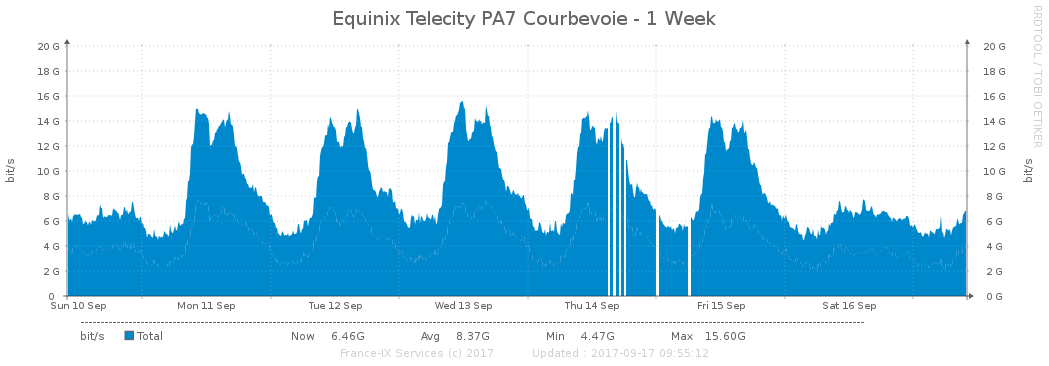 Equinix Telecity PA7 Courbevoie - 1 Week
RRDTOOL / TOBI OETIKER
bit/s
20 G
18 G
16 G
14 G
12 G
10 G
8 G
6 G
4 G
2 G
0
20 G
18 G
16 G
14 G
12 G
10 G
8 G
6 G
4 G
2 G
0 G
bit/s
Sun 10 Sep Mon 11 Sep Tue 12 Sep Wed 13 Sep Thu 14 Sep Fri 15 Sep Sat 16 Sep
bit/s Total Now 6.46G Avg 8.37G Min 4.47G Max 15.60G
France-IX Services (c) 2017 Updated : 2017-09-17 09:55:12